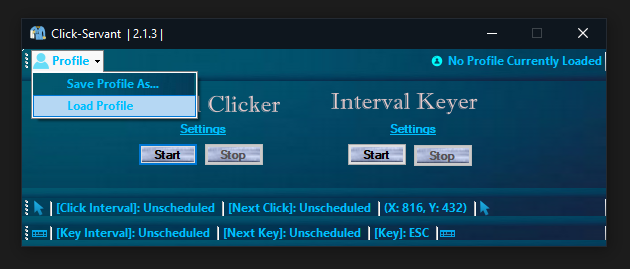 Click-Servant | 2.1.3 |
Profile No Profile Currently Loaded
Save Profile As...
Load Profile
Clicker Interval Keyer
Settings Settings
Start Stop Start Stop
[Click Interval]: Unscheduled [Next Click]: Unscheduled (X: 816, Y: 432)
[Key Interval]: Unscheduled [Next Key]: Unscheduled [Key]: ESC